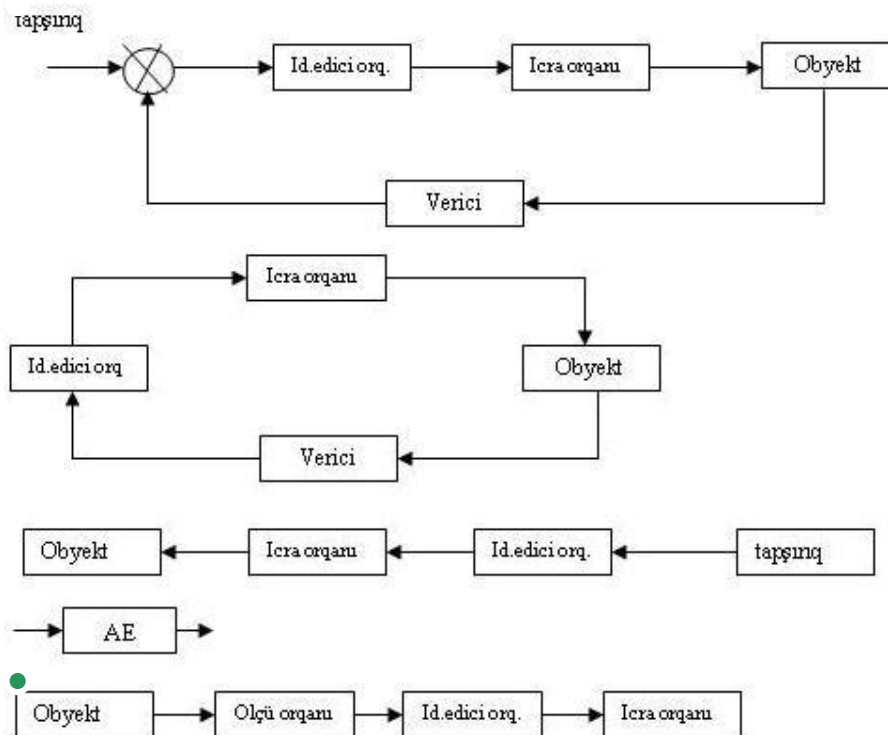 tapşırıq
Id.edici orq.
Icra orqanı
Obyekt
Verici
Icra orqanı
Id.edici orq
Obyekt
Verici
Obyekt
Icra orqanı
Id.edici orq.
tapşırıq
AE
Obyekt
Olçü orqanı
Id.edici orq.
Icra orqanı